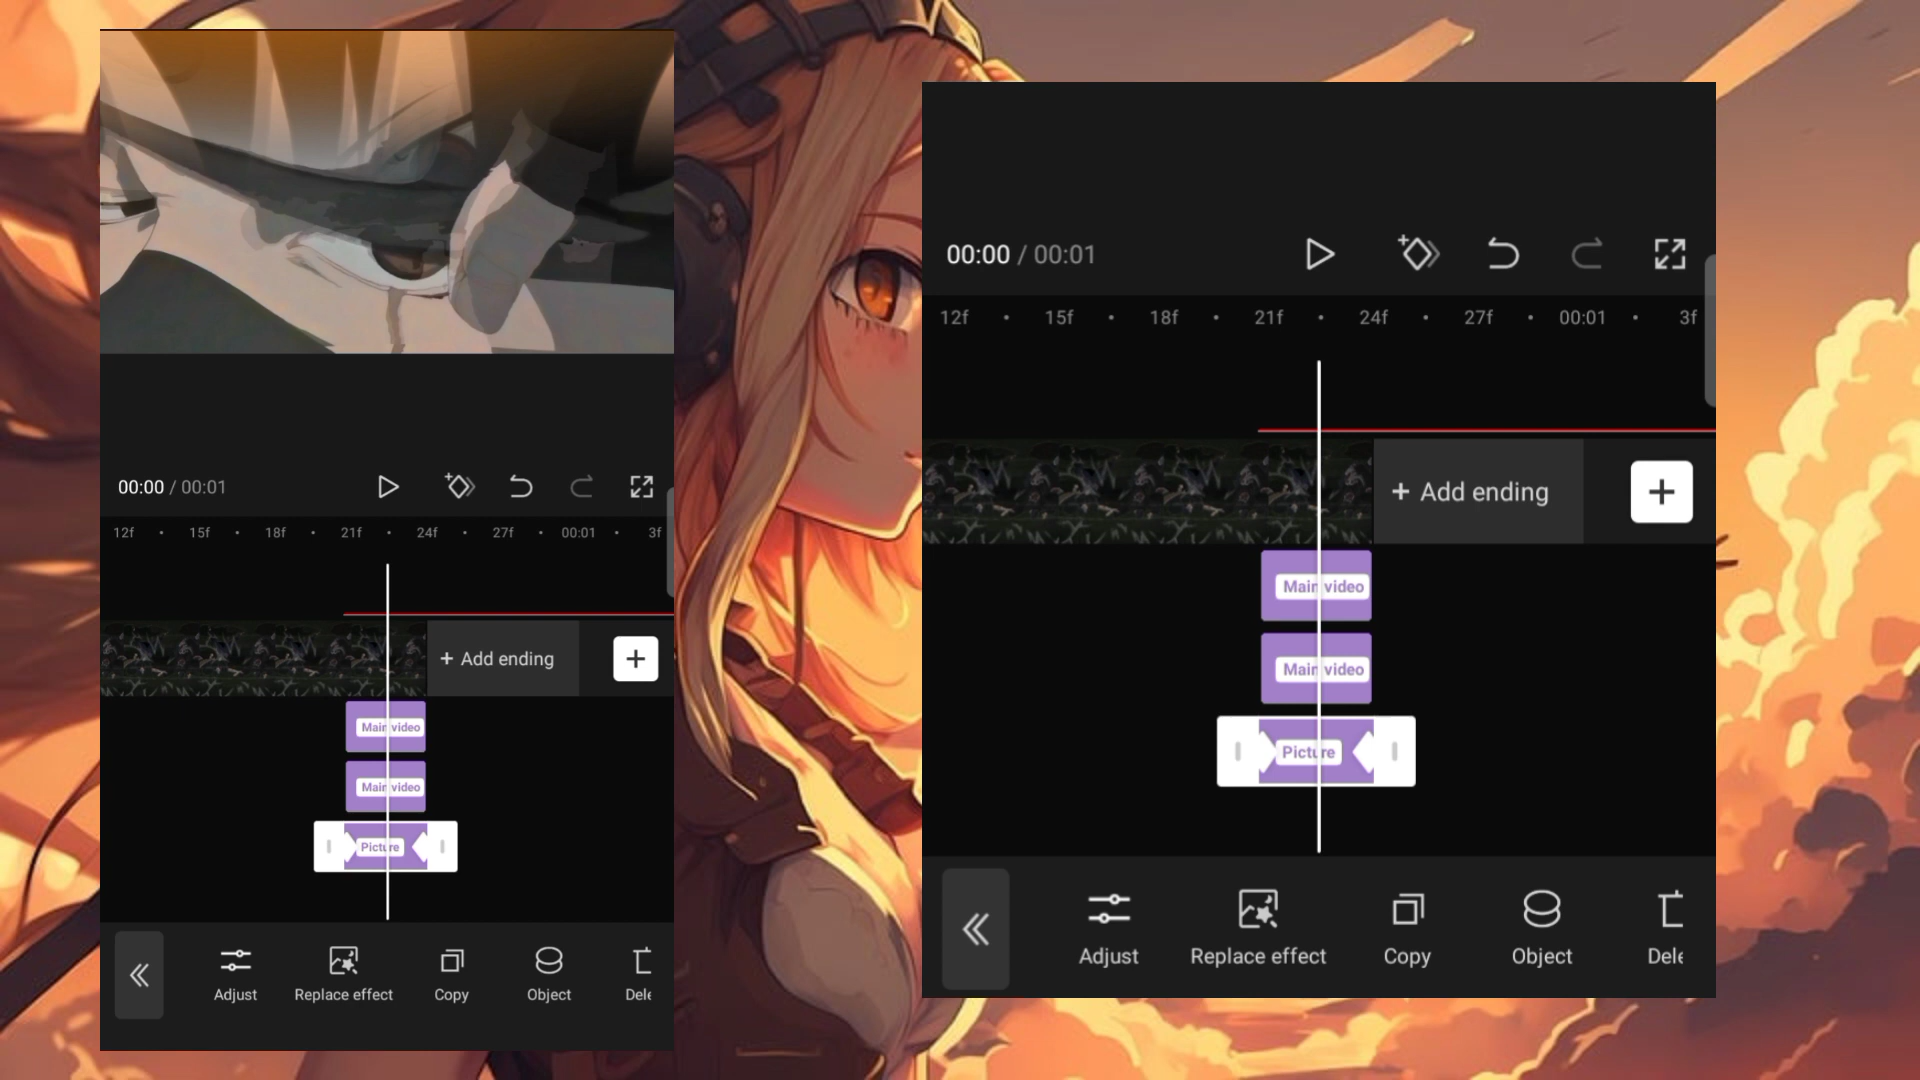 00:00 / 00:01
12f 15f 18f 21f 24f 27f 00:01 3f
+ Add ending +
Main video
Main video
Picture
Adjust Replace effect Copy Object Dele
00:00 / 00:01
12f 15f 18f 21f 24f 27f 00:01 3f
+ Add ending +
Main video
Main video
Picture
Adjust Replace effect Copy Object Dele